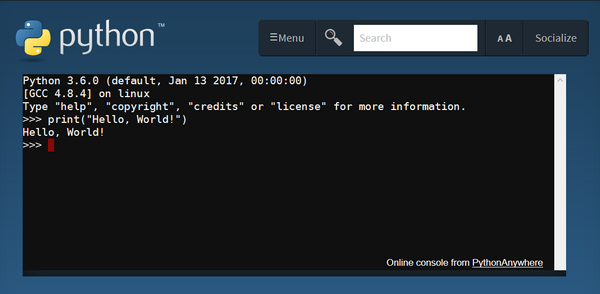 python™
☰Menu
Search
A A
Socialize
Python 3.6.0 (default, Jan 13 2017, 00:00:00)
[GCC 4.8.4] on linux
Type "help", "copyright", "credits" or "license" for more information.
>>> print("Hello, World!")
Hello, World!
>>>
Online console from PythonAnywhere